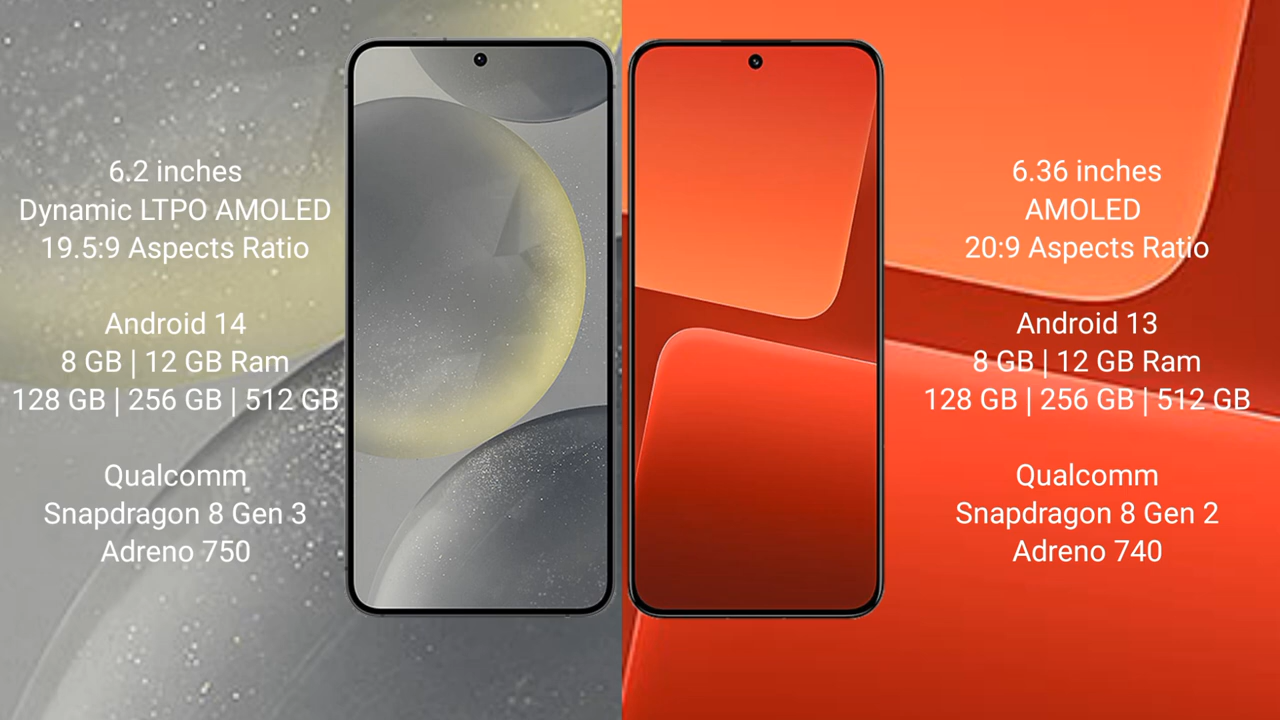 6.2 inches
Dynamic LTPO AMOLED
19.5:9 Aspects Ratio
Android 14
8 GB | 12 GB Ram
128 GB | 256 GB | 512 GB
Qualcomm
Snapdragon 8 Gen 3
Adreno 750
6.36 inches
AMOLED
20:9 Aspects Ratio
Android 13
8 GB | 12 GB Ram
128 GB | 256 GB | 512 GB
Qualcomm
Snapdragon 8 Gen 2
Adreno 740